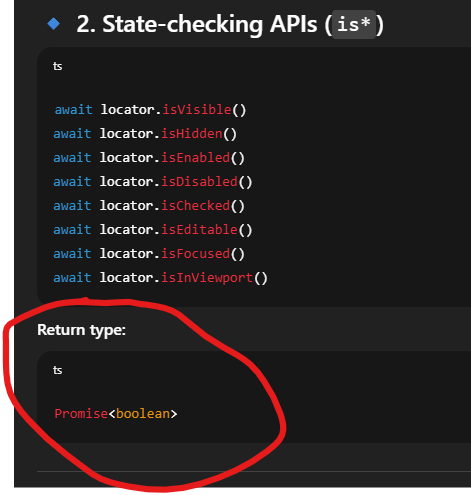 2. State-checking APIs (is*)
ts
await locator.isVisible()
await locator.isHidden()
await locator.isEnabled()
await locator.isDisabled()
await locator.isChecked()
await locator.isEditable()
await locator.isFocused()
await locator.isInViewport()
Return type:
ts
Promise<boolean>